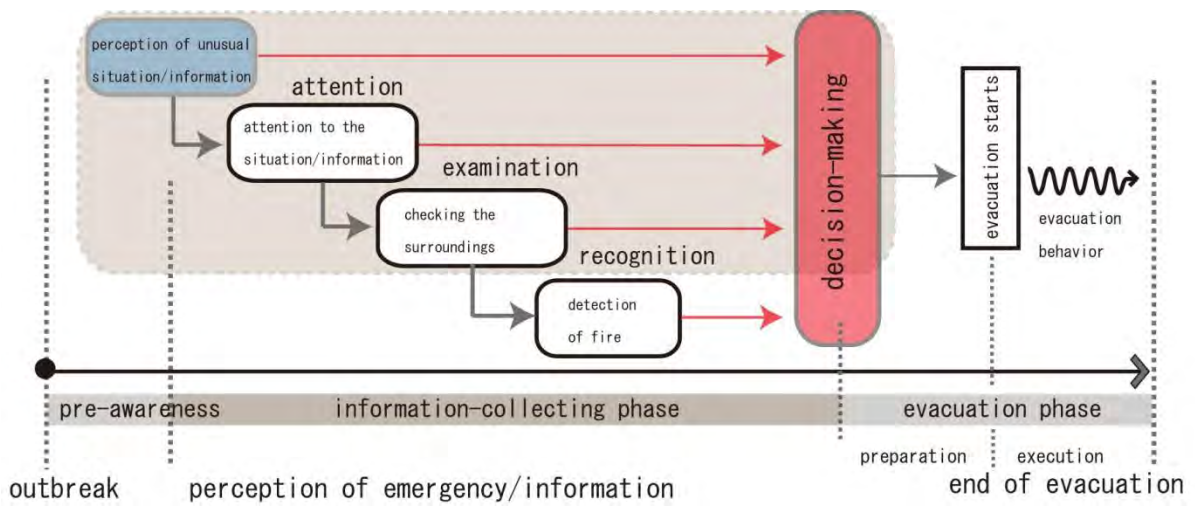 perception of unusual
situation/information
attention
attention to the
situation/information
examination
checking the
surroundings
recognition
detection
of fire
decision-making
evacuation starts
evacuation
behavior
pre-awareness
information-collecting phase
evacuation phase
preparation
execution
outbreak
perception of emergency/information
end of evacuation